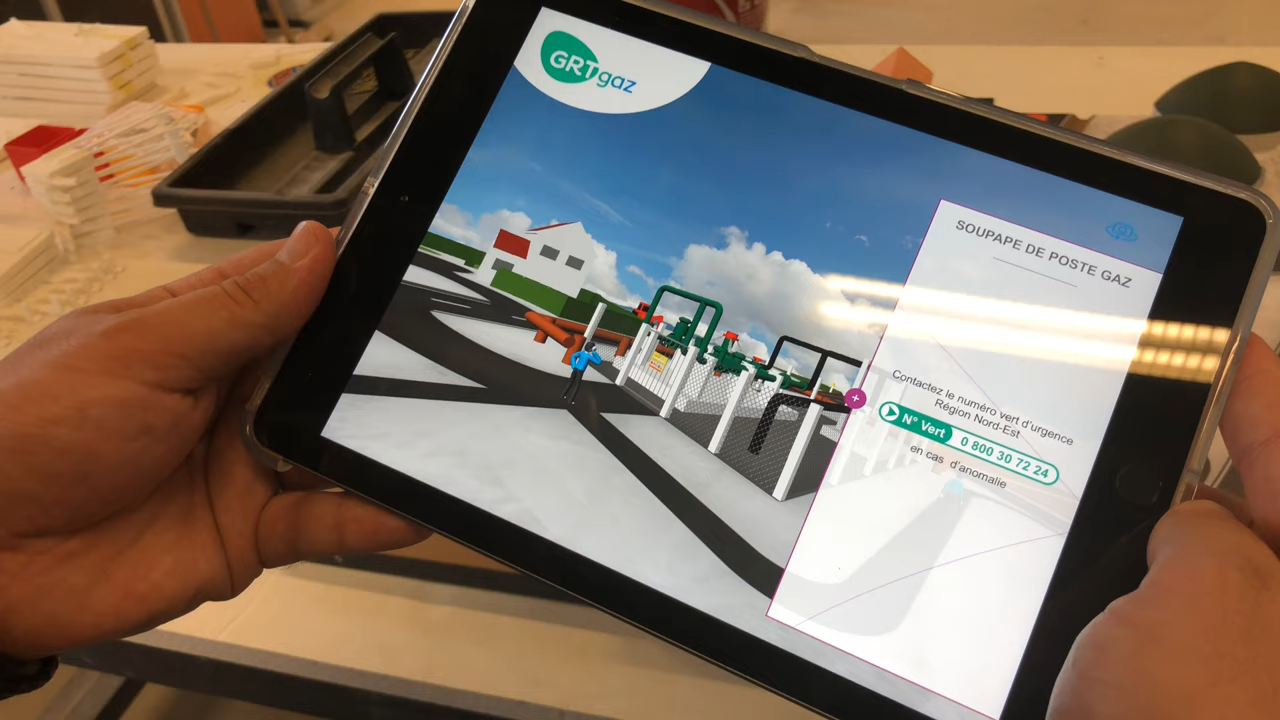 GRTgaz
SOUPAPE DE POSTE GAZ
Contactez le numéro vert d'urgence
Région Nord-Est
N° Vert 0 800 30 72 24
en cas d'anomalie